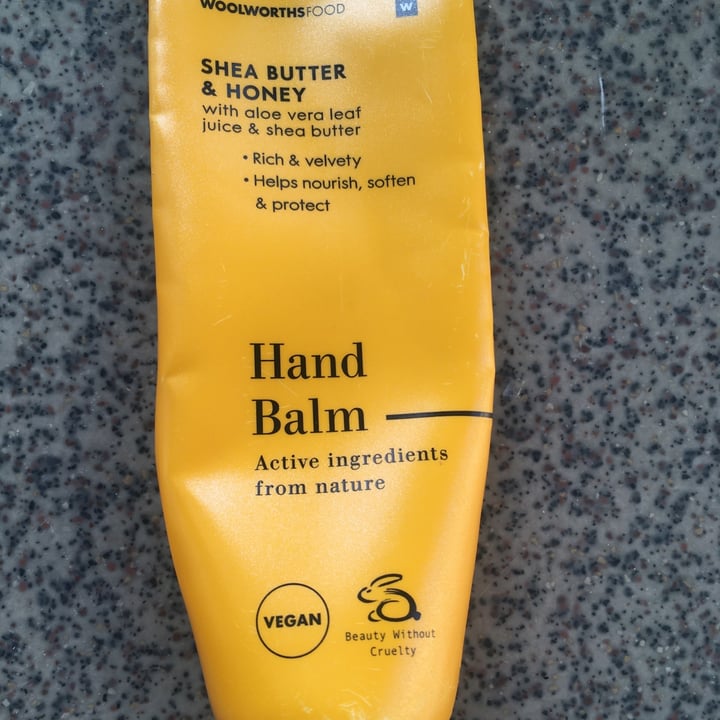 WOOLWORTHSFOOD
W
SHEA BUTTER
& HONEY
with aloe vera leaf
juice & shea butter
• Rich & velvety
• Helps nourish, soften
& protect
Hand
Balm
Active ingredients
from nature
VEGAN
Beauty Without
Cruelty